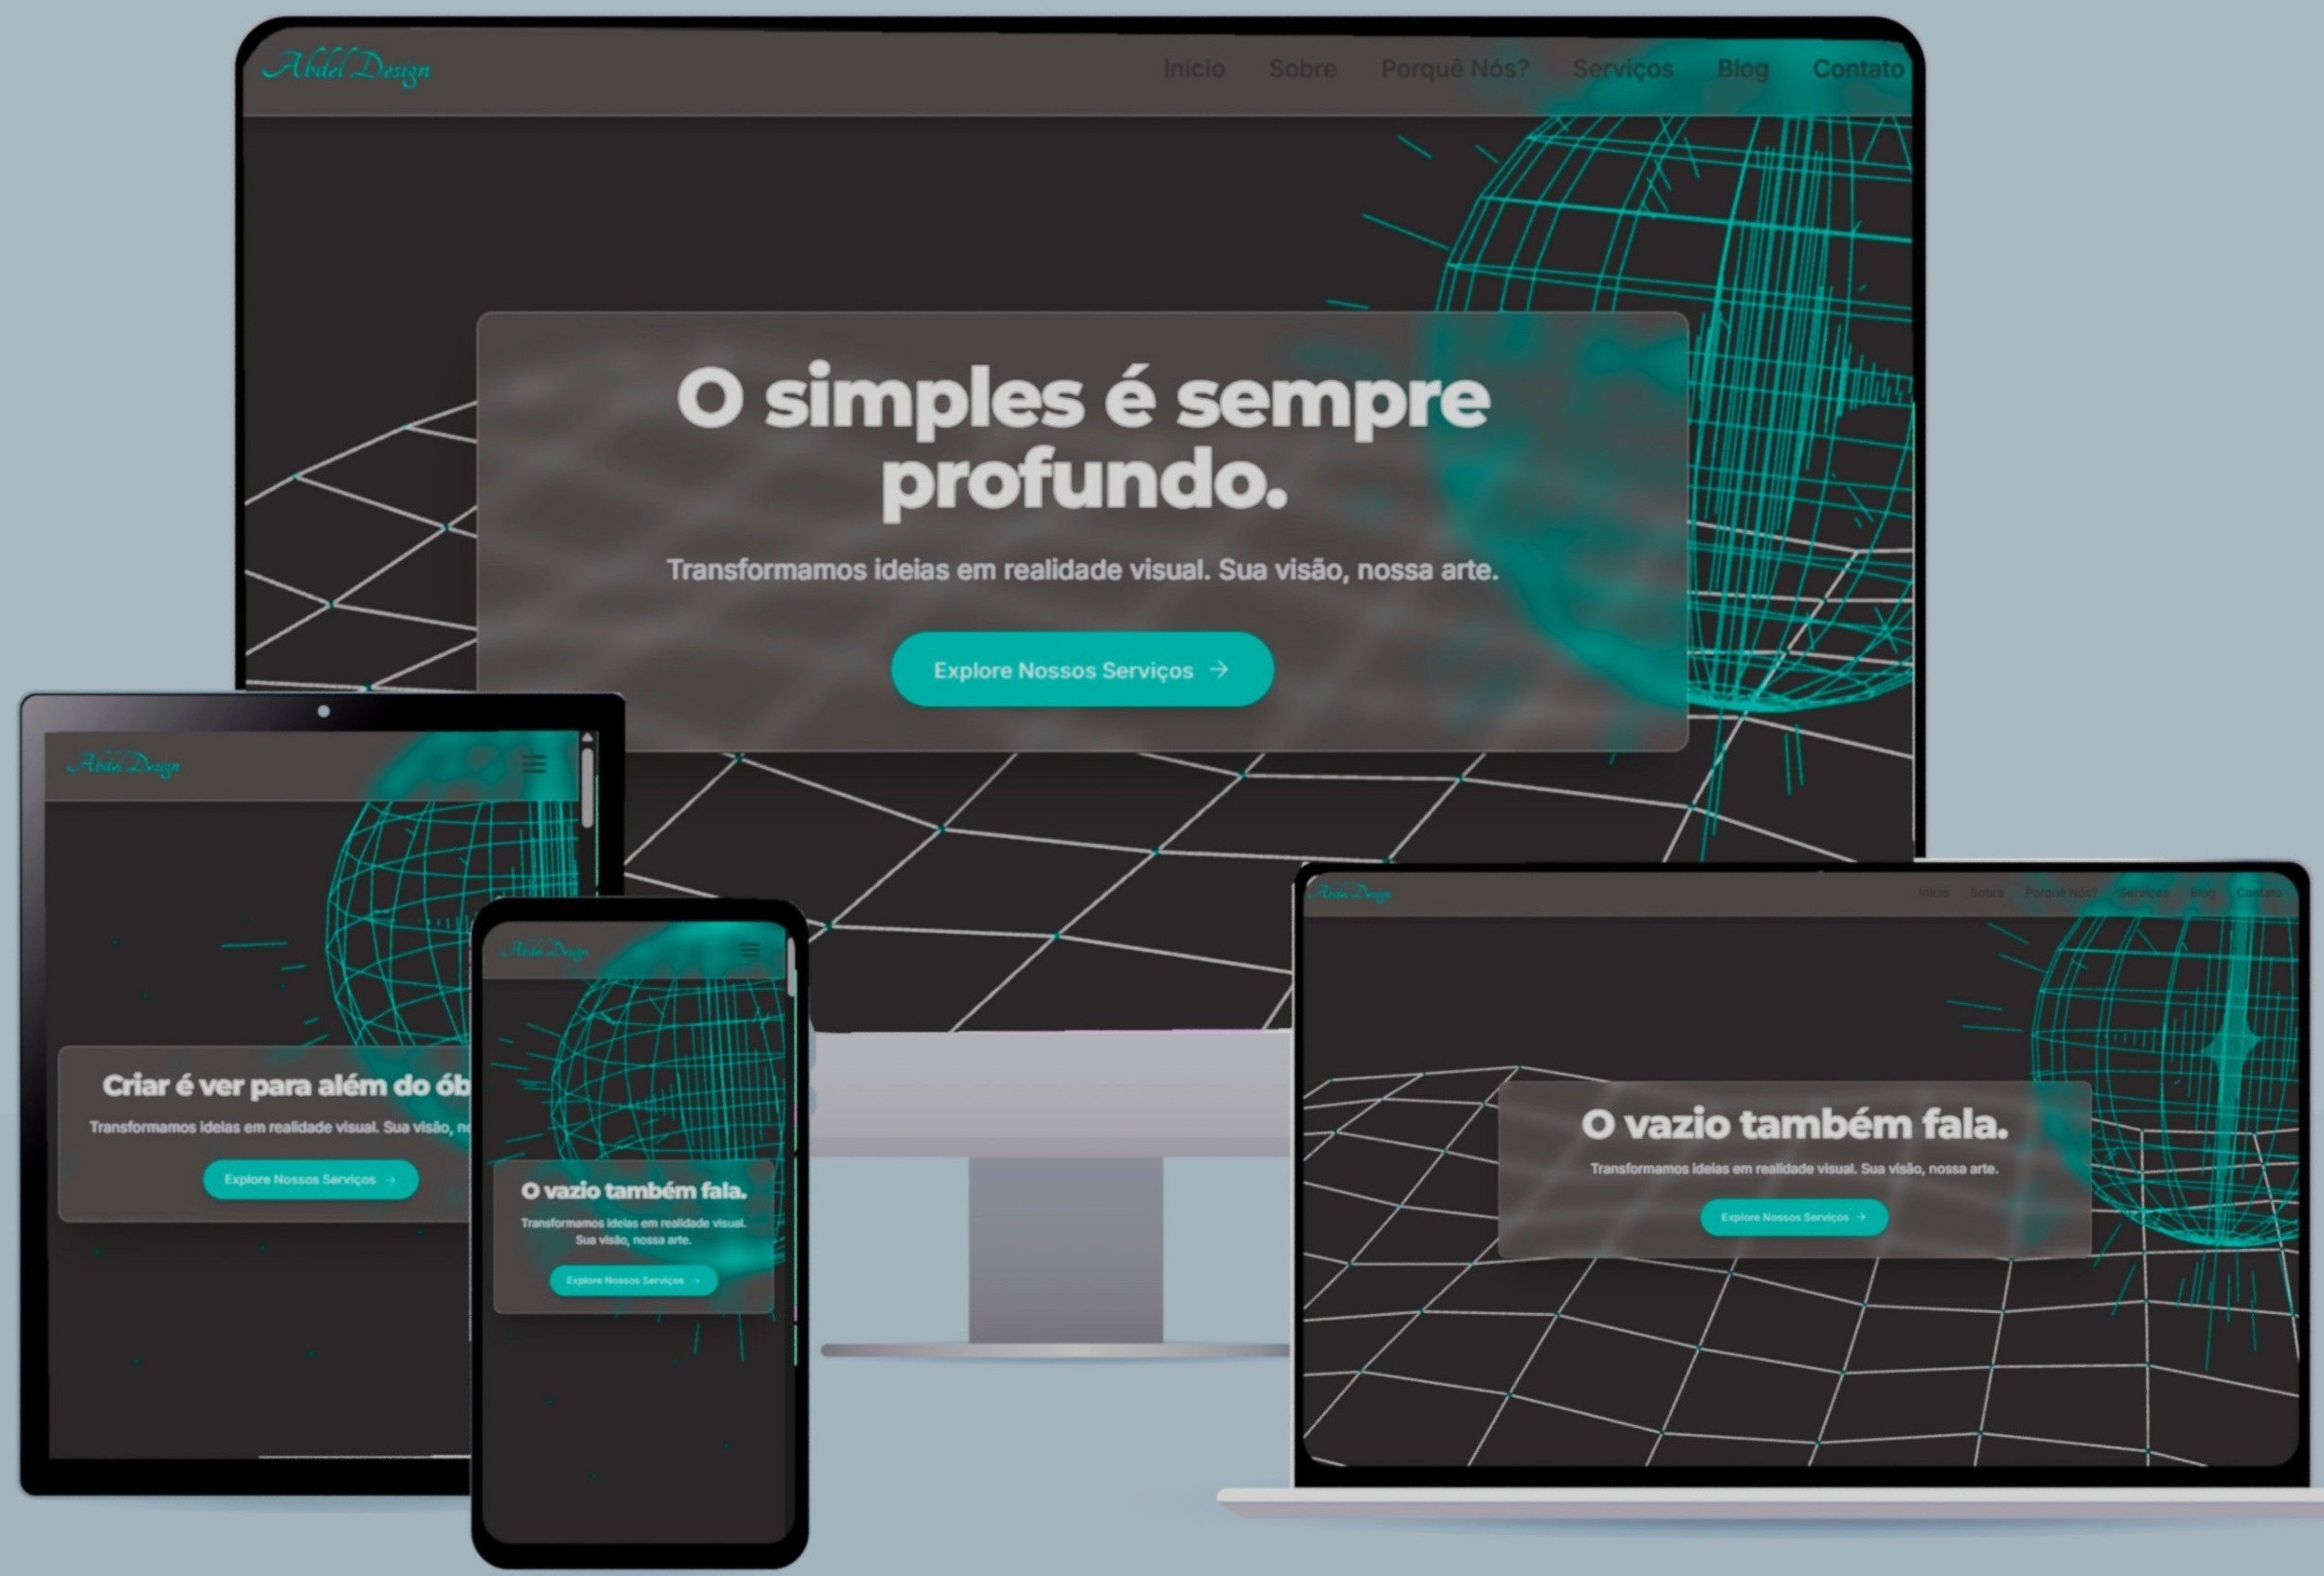 Abdel Design
Início Sobre Porquê Nós? Serviços Blog Contato
O simples é sempre
profundo.
Transformamos ideias em realidade visual. Sua visão, nossa arte.
Explore Nossos Serviços →
Abdel Design
Criar é ver para além do ób
Transformamos ideias em realidade visual. Sua visão, no
Explore Nossos Serviços →
Abdel Design
O vazio também fala.
Transformamos ideias em realidade visual.
Sua visão, nossa arte.
Explore Nossos Serviços →
Abdel Design
Início Sobre Porquê Nós? Serviços Blog Contato
O vazio também fala.
Transformamos ideias em realidade visual. Sua visão, nossa arte.
Explore Nossos Serviços →